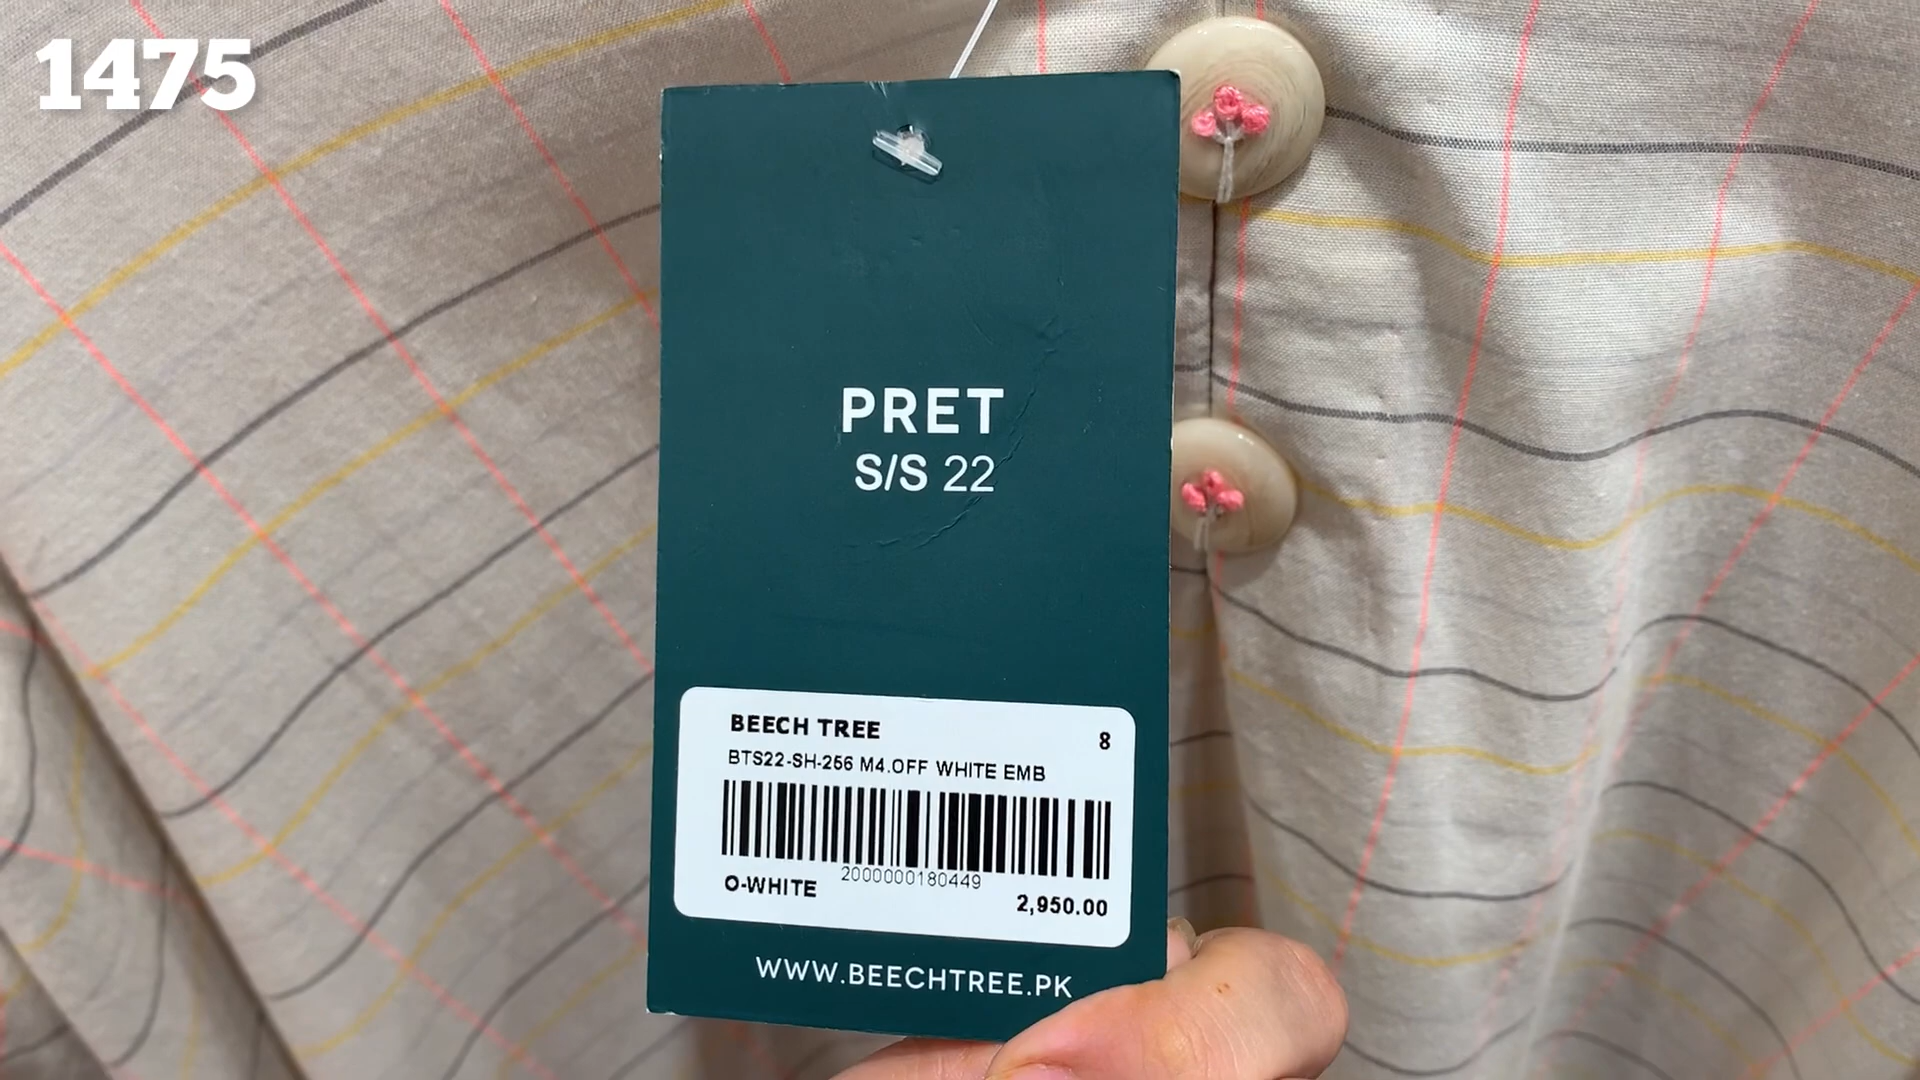 1475
PRET
S/S 22
BEECH TREE
8
BTS22-SH-256 M4.OFF WHITE EMB
2000000180449
O-WHITE
2,950.00
WWW.BEECHTREE.PK